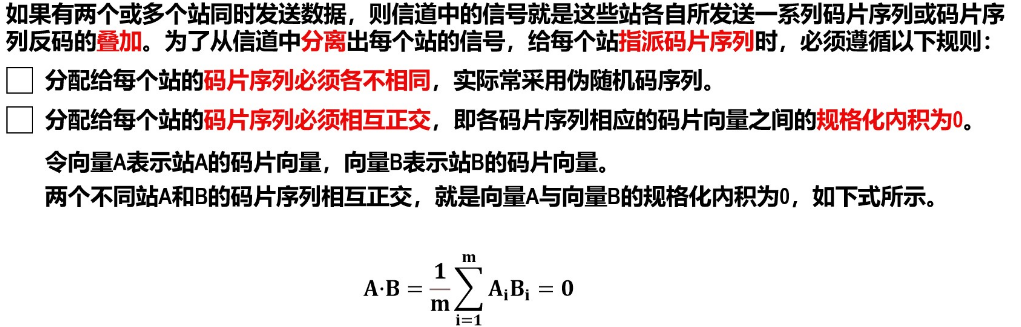 如果有两个或多个站同时发送数据，则信道中的信号就是这些站各自所发送一系列码片序列或码片序
列反码的叠加。为了从信道中分离出每个站的信号，给每个站指派码片序列时，必须遵循以下规则：
分配给每个站的码片序列必须各不相同，实际常采用伪随机码序列。
分配给每个站的码片序列必须相互正交，即各码片序列相应的码片向量之间的规格化内积为0。
令向量A表示站A的码片向量，向量B表示站B的码片向量。
两个不同站A和B的码片序列相互正交，就是向量A与向量B的规格化内积为0，如下式所示。
A·B = 1/m ∑_{i=1}^{m} A_i B_i = 0